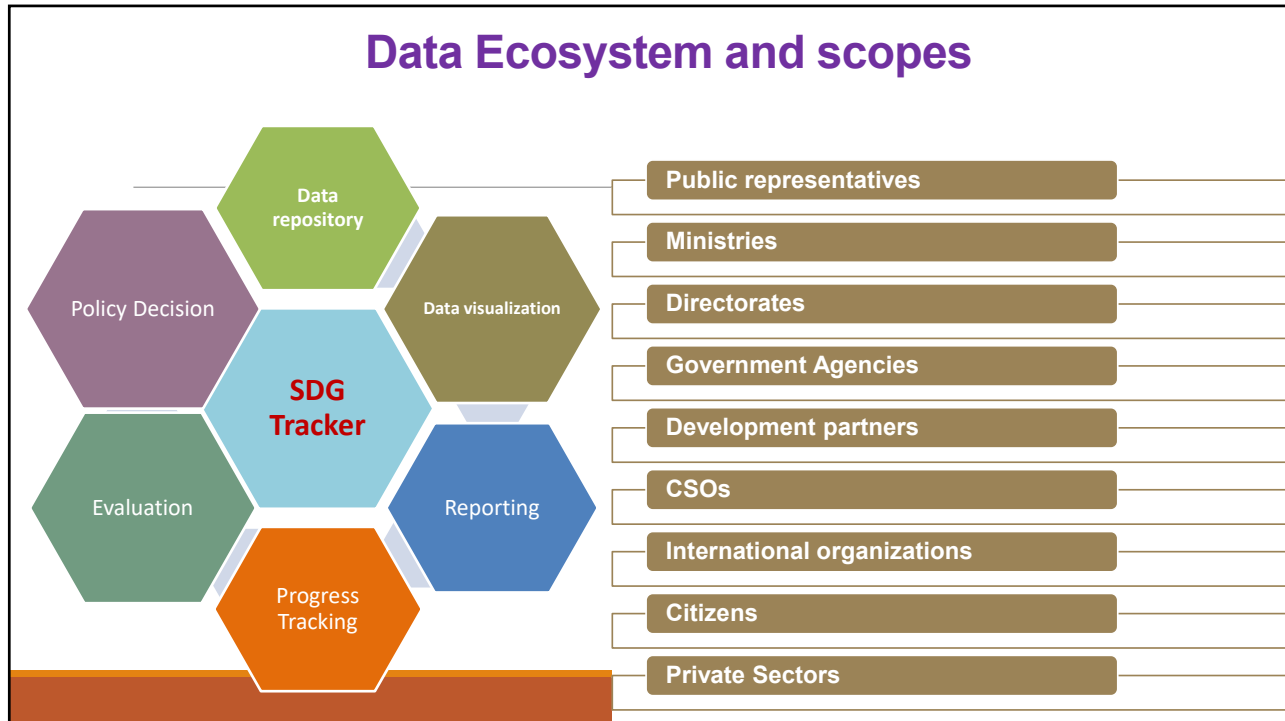 Data Ecosystem and scopes
Data
repository
Data visualization
Reporting
Progress
Tracking
Evaluation
Policy Decision
SDG
Tracker
Public representatives
Ministries
Directorates
Government Agencies
Development partners
CSOs
International organizations
Citizens
Private Sectors